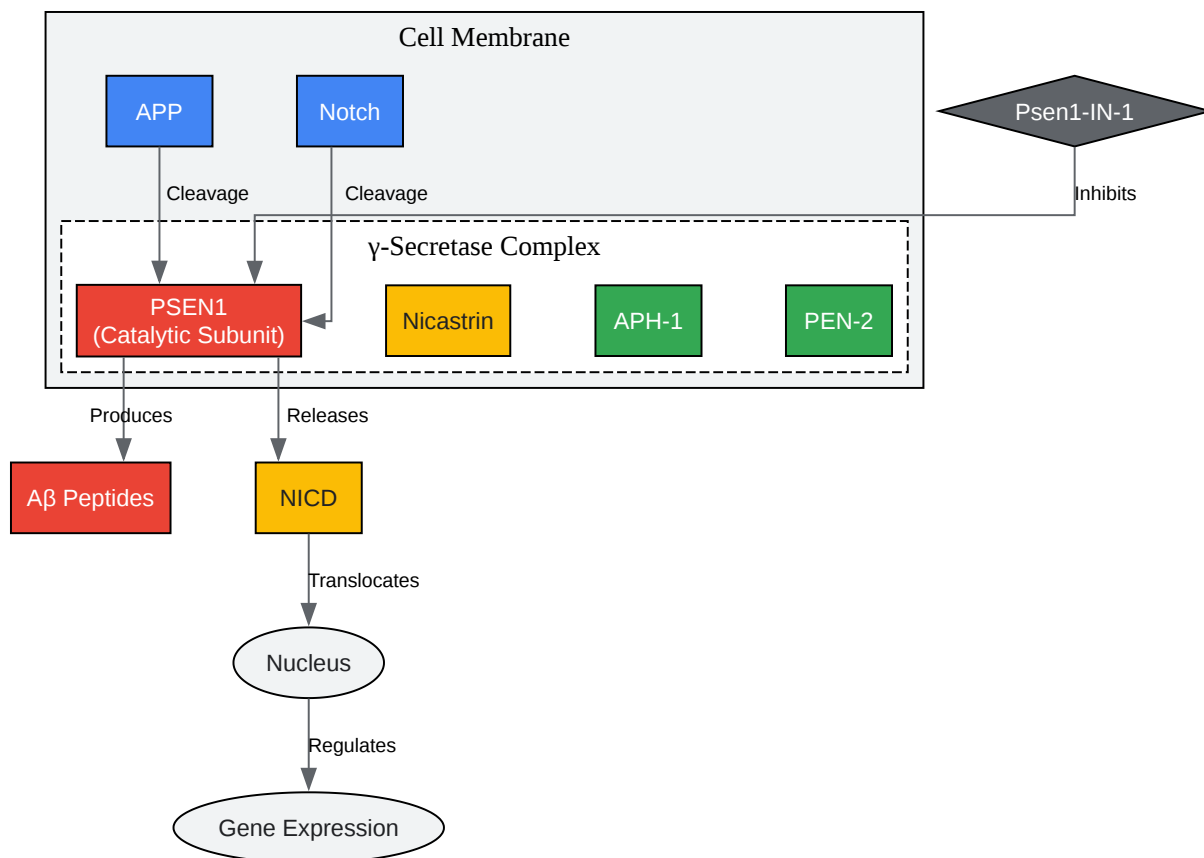 Cell Membrane
APP
Notch
Psen1-IN-1
Cleavage
Cleavage
Inhibits
γ-Secretase Complex
PSEN1
(Catalytic Subunit)
Nicastrin
APH-1
PEN-2
Produces
Releases
Aβ Peptides
NICD
Translocates
Nucleus
Regulates
Gene Expression